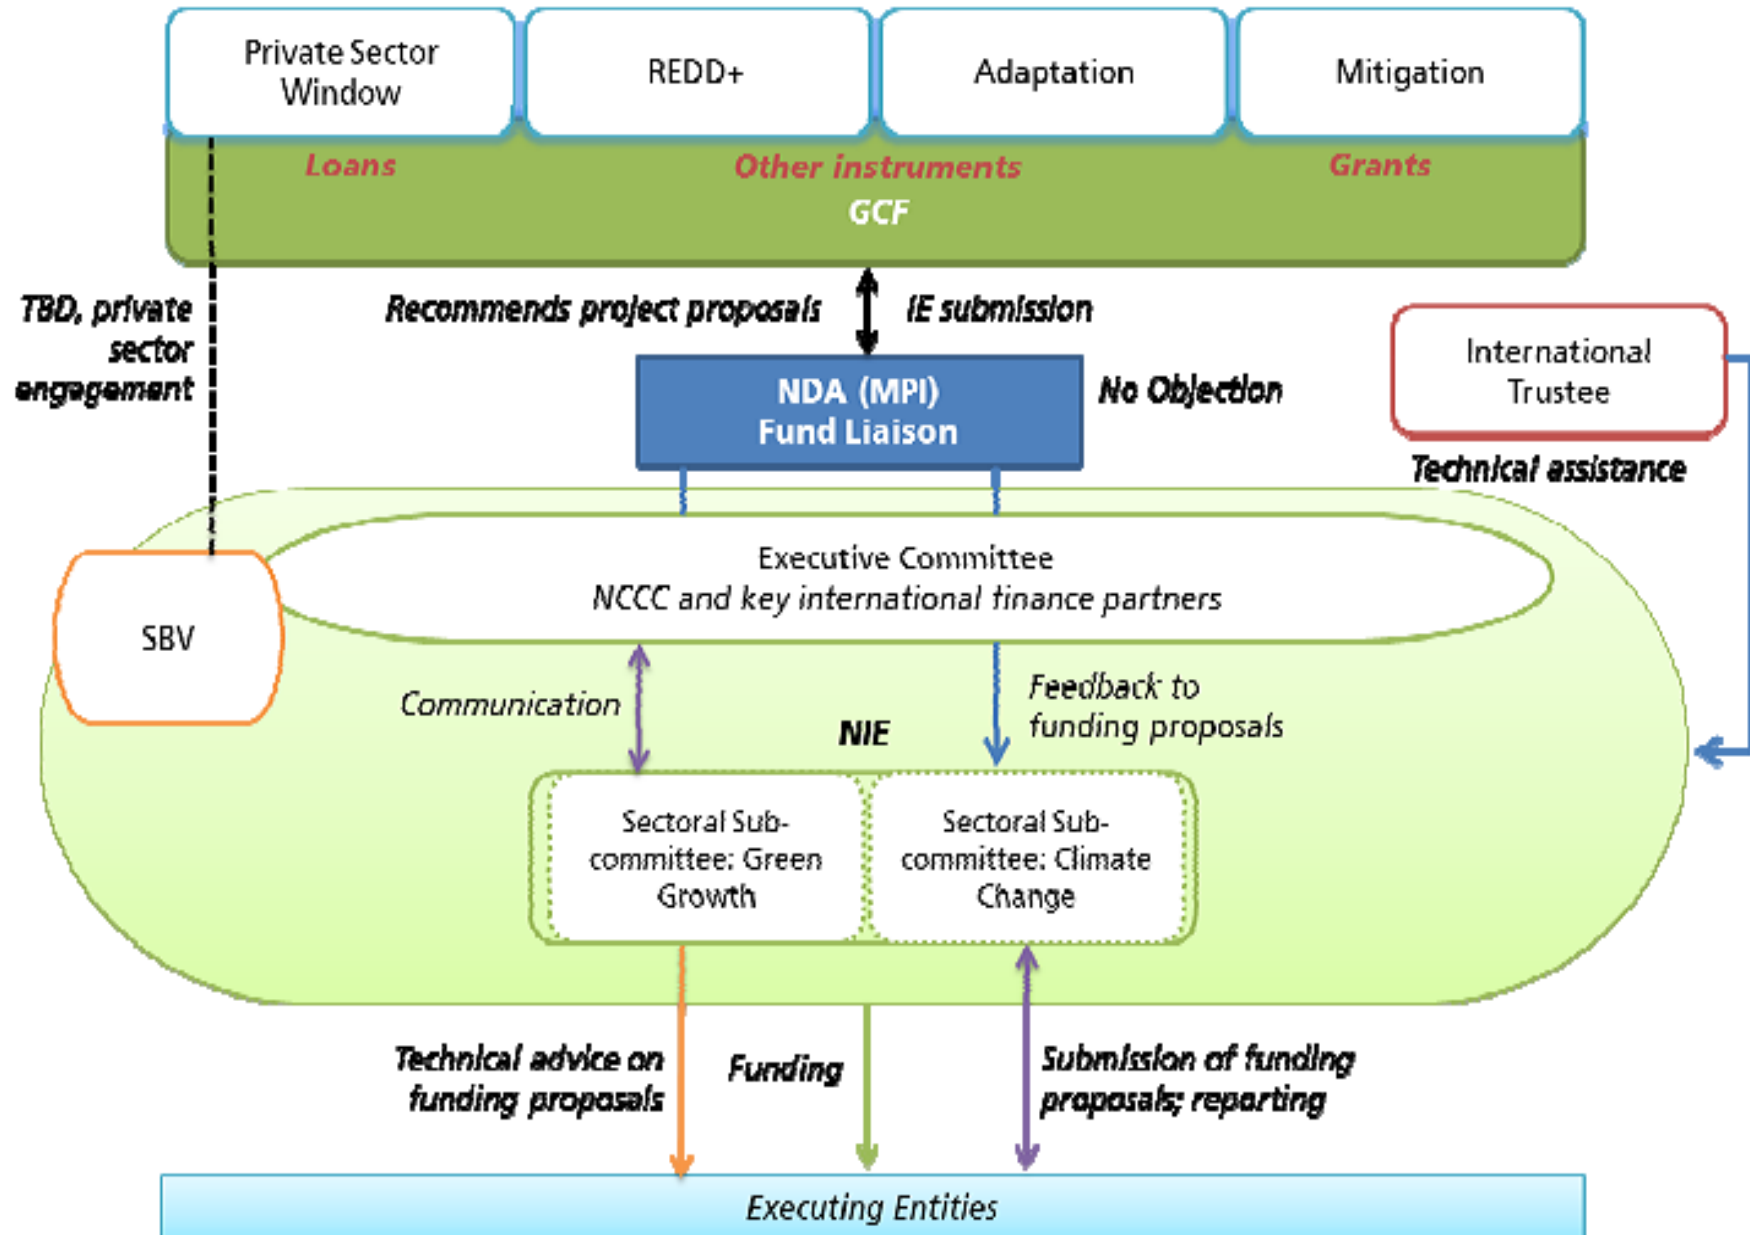 Private Sector
Window
REDD+
Adaptation
Mitigation
Loans
Other instruments
Grants
GCF
TBD, private
sector
engagement
Recommends project proposals
IE submission
NDA (MPI)
Fund Liaison
No Objection
International
Trustee
Technical assistance
Executive Committee
NCCC and key international finance partners
SBV
Communication
Feedback to
funding proposals
NIE
Sectoral Sub-
committee: Green
Growth
Sectoral Sub-
committee: Climate
Change
Technical advice on
funding proposals
Funding
Submission of funding
proposals; reporting
Executing Entities